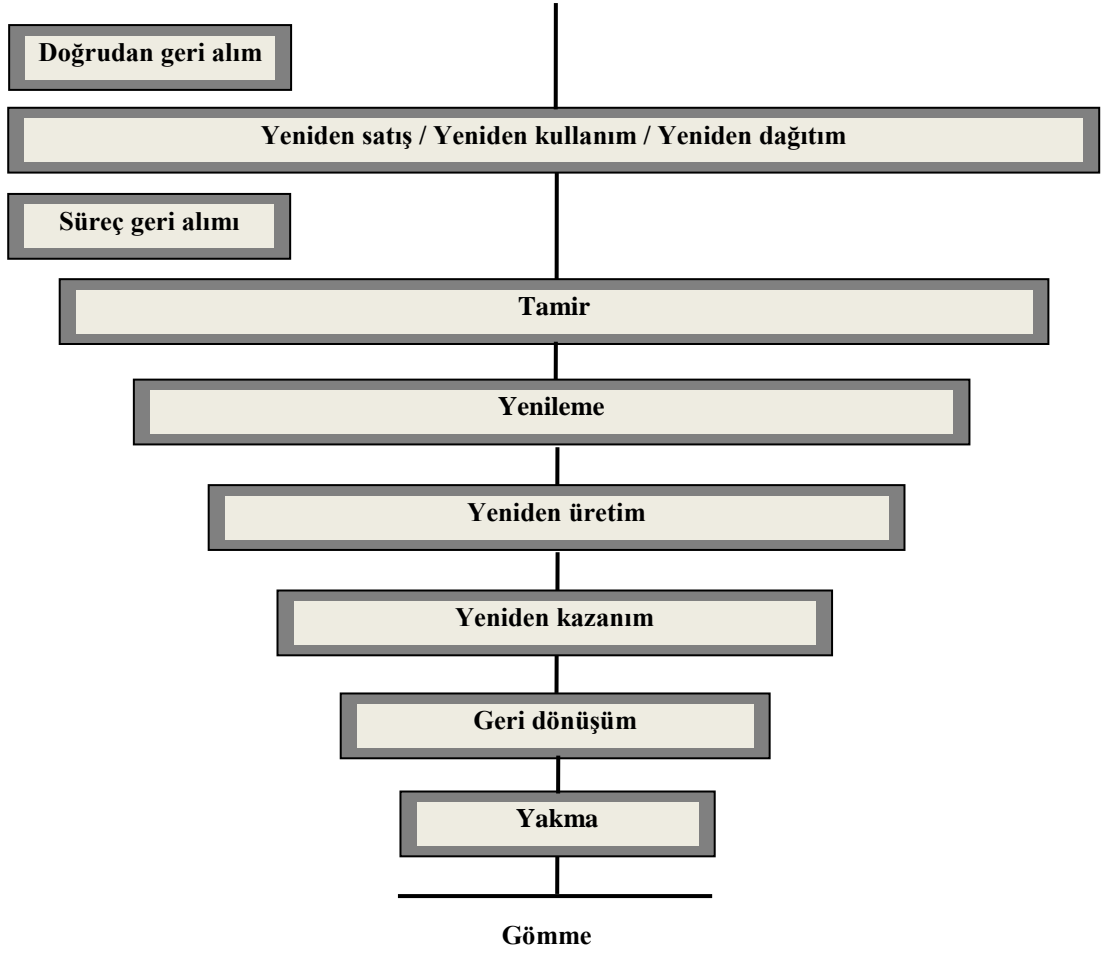 Doğrudan geri alım
Yeniden satış / Yeniden kullanım / Yeniden dağıtım
Süreç geri alımı
Tamir
Yenileme
Yeniden üretim
Yeniden kazanım
Geri dönüşüm
Yakma
Gömme